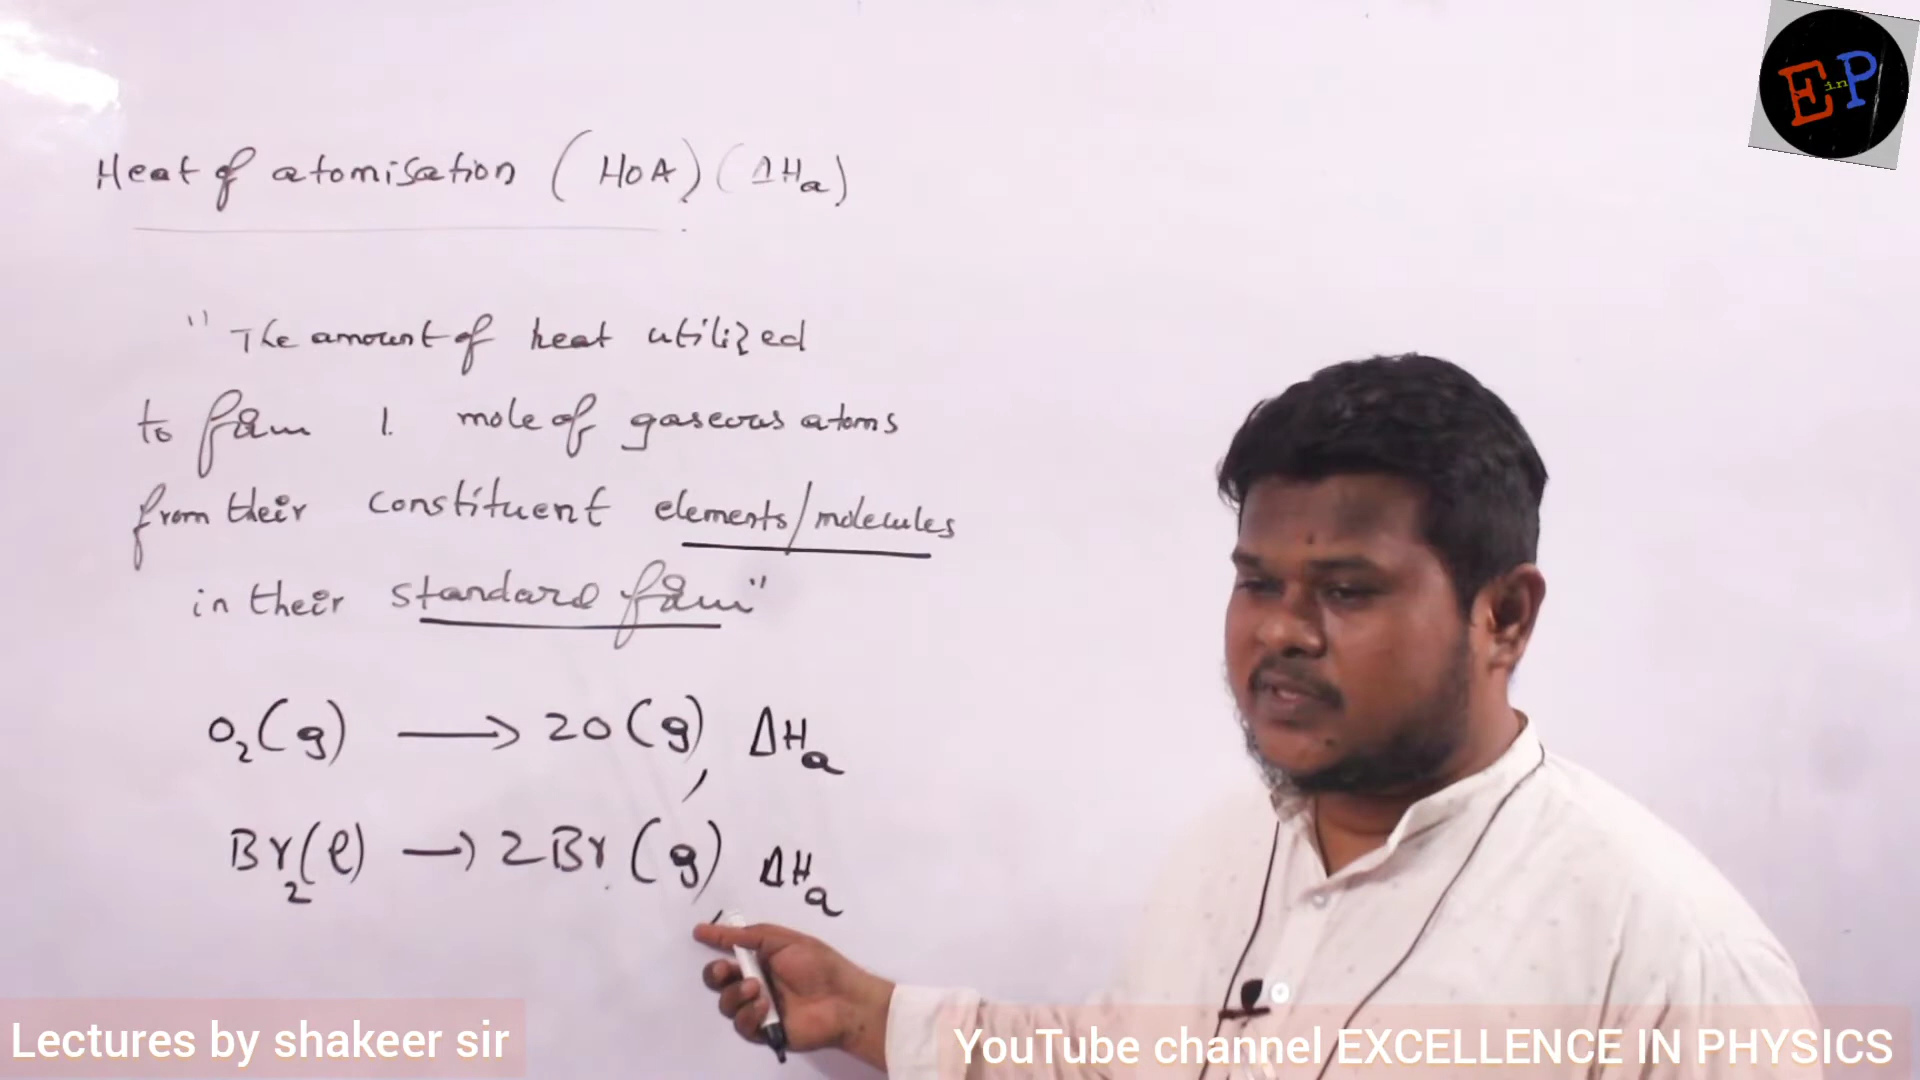 E in P
Heat of atomisation (HOA) (ΔHa)
"The amount of heat utilized
to form 1 mole of gaseous atoms
from their constituent elements/molecules
in their standard form"
O₂(g) ⟶ 2O(g), ΔHa
Br₂(l) → 2Br(g), ΔHa
Lectures by shakeer sir
YouTube channel EXCELLENCE IN PHYSICS